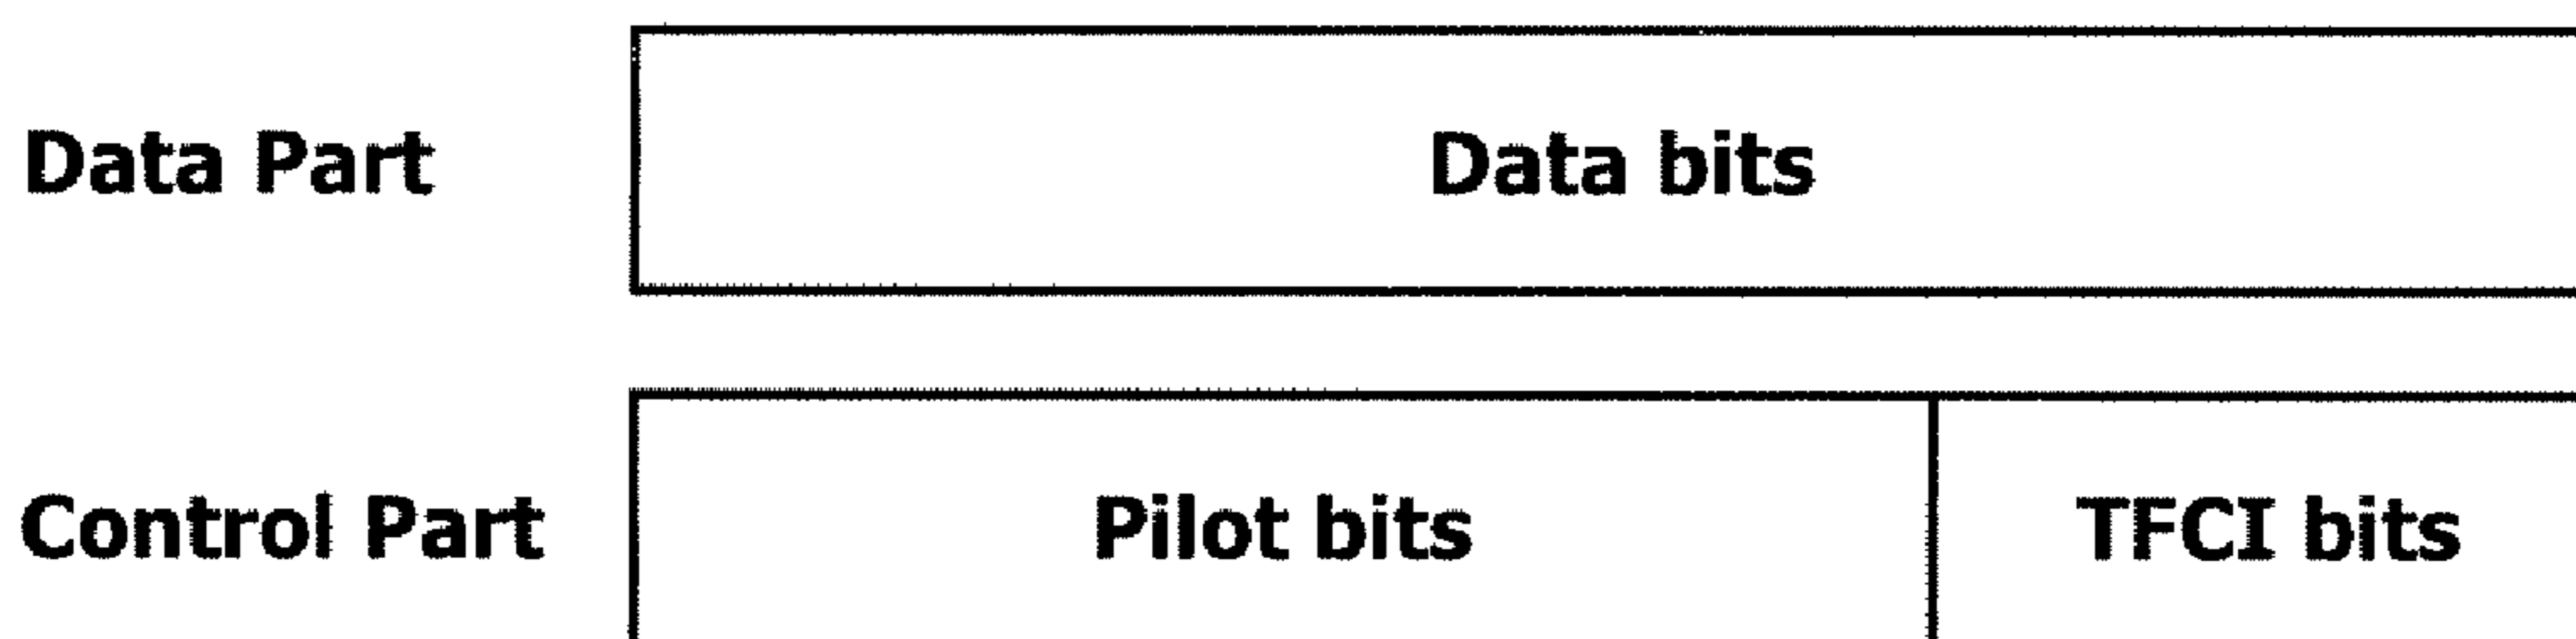 Data Part Data bits
Control Part Pilot bits TFCI bits